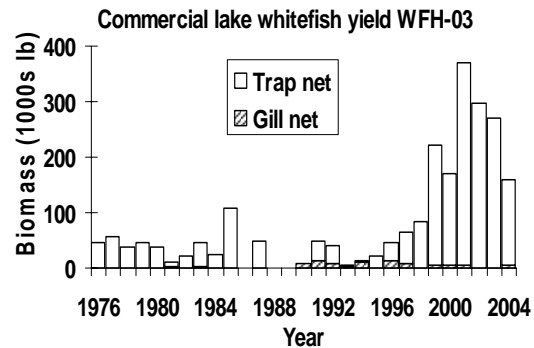 Commercial lake whitefish yield WFH-03
Biomass (1000s lb)
400
300
200
100
0
Trap net
Gill net
1976 1980 1984 1988 1992 1996 2000 2004
Year